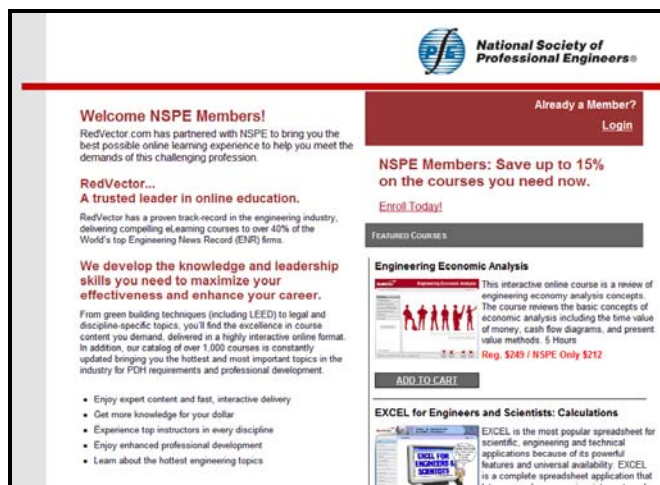 National Society of
Professional Engineers®
Welcome NSPE Members!
RedVector.com has partnered with NSPE to bring you the
best possible online learning experience to help you meet the
demands of this challenging profession.
RedVector...
A trusted leader in online education.
RedVector has a proven track-record in the engineering industry,
delivering compelling eLearning courses to over 40% of the
World's top Engineering News Record (ENR) firms.
We develop the knowledge and leadership
skills you need to maximize your
effectiveness and enhance your career.
From green building techniques (including LEED) to legal and
discipline-specific topics, you'll find the excellence in course
content you demand, delivered in a highly interactive online format.
In addition, our catalog of over 1,000 courses is constantly
updated bringing you the hottest and most important topics in the
industry for PDH requirements and professional development.
• Enjoy expert content and fast, interactive delivery
• Get more knowledge for your dollar
• Experience top instructors in every discipline
• Enjoy enhanced professional development
• Learn about the hottest engineering topics
Already a Member?
Login
NSPE Members: Save up to 15%
on the courses you need now.
Enroll Today!
FEATURED COURSES
Engineering Economic Analysis
This interactive online course is a review of
engineering economy analysis concepts.
The course reviews the basic concepts of
economic analysis including the time value
of money, cash flow diagrams, and present
value methods. 5 Hours
Reg. $249 / NSPE Only $212
ADD TO CART
EXCEL for Engineers and Scientists: Calculations
EXCEL FOR
ENGINEERS &
SCIENTISTS
EXCEL is the most popular spreadsheet for
scientific, engineering and technical
applications because of its powerful
features and universal availability. EXCEL
is a complete spreadsheet application that